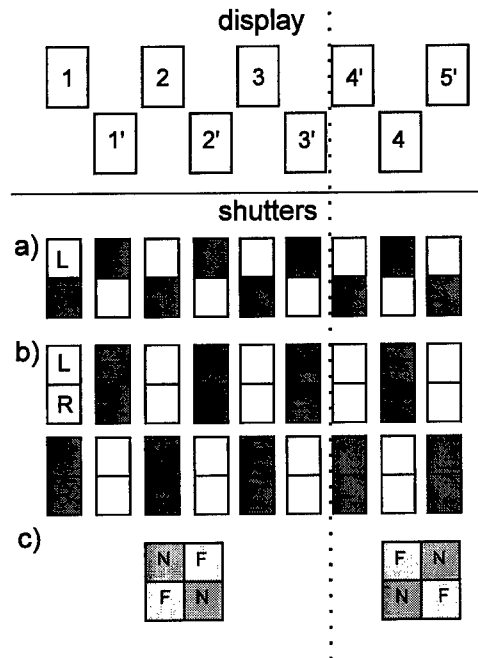 display
1 2 3 4' 5'
1' 2' 3' 4
shutters
a)
L
b)
L
R
c)
N F F N
F N N F